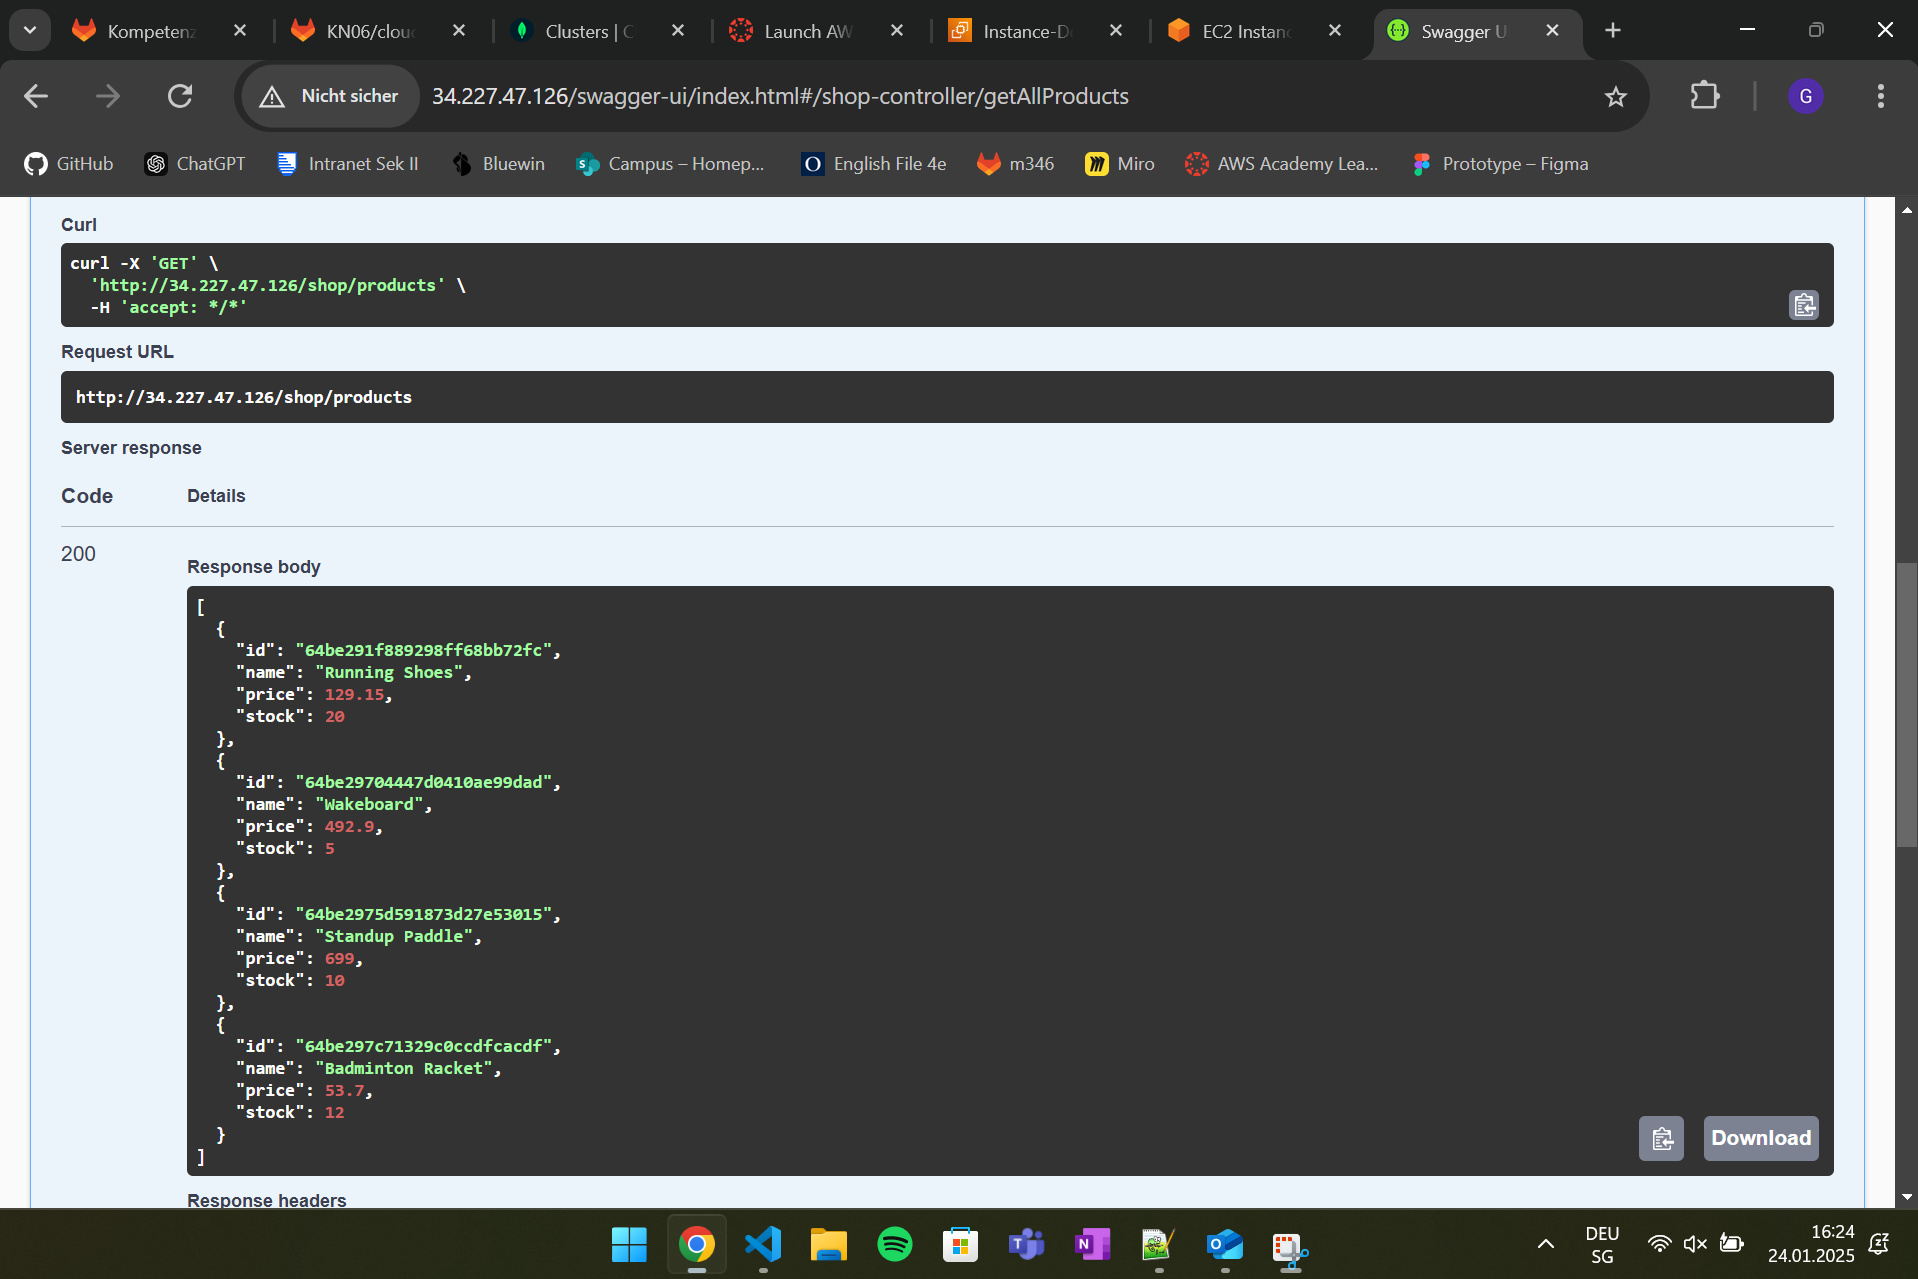 Kompetenz
KN06/clou
Clusters | C
Launch AW
Instance-De
EC2 Instan
Swagger U
Nicht sicher
34.227.47.126/swagger-ui/index.html#/shop-controller/getAllProducts
G
GitHub
ChatGPT
Intranet Sek II
Bluewin
Campus – Homep...
English File 4e
m346
Miro
AWS Academy Lea...
Prototype – Figma
Curl
curl -X 'GET' \
'http://34.227.47.126/shop/products' \
-H 'accept: */*'
Request URL
http://34.227.47.126/shop/products
Server response
Code
Details
200
Response body
[
{
"id": "64be291f889298ff68bb72fc",
"name": "Running Shoes",
"price": 129.15,
"stock": 20
},
{
"id": "64be29704447d0410ae99dad",
"name": "Wakeboard",
"price": 492.9,
"stock": 5
},
{
"id": "64be2975d591873d27e53015",
"name": "Standup Paddle",
"price": 699,
"stock": 10
},
{
"id": "64be297c71329c0ccdfcacdf",
"name": "Badminton Racket",
"price": 53.7,
"stock": 12
}
]
Download
Response headers
DEU
SG
16:24
24.01.2025